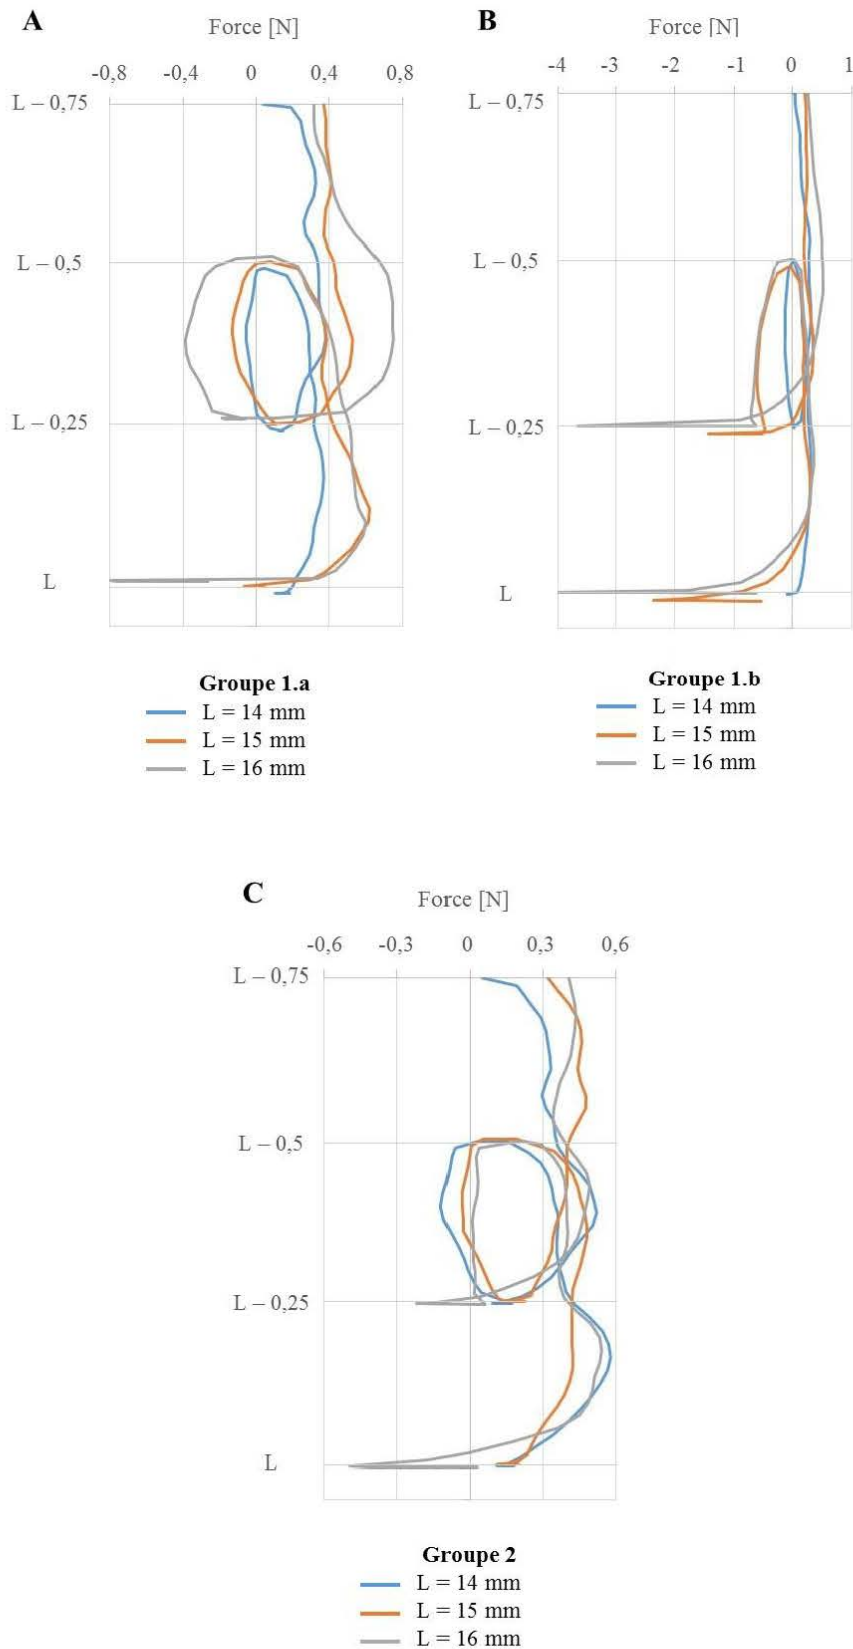 A
Force [N]
-0,8 -0,4 0 0,4 0,8
L – 0,75
L – 0,5
L – 0,25
L
Groupe 1.a
L = 14 mm
L = 15 mm
L = 16 mm
B
Force [N]
-4 -3 -2 -1 0 1
L – 0,75
L – 0,5
L – 0,25
L
Groupe 1.b
L = 14 mm
L = 15 mm
L = 16 mm
C
Force [N]
-0,6 -0,3 0 0,3 0,6
L – 0,75
L – 0,5
L – 0,25
L
Groupe 2
L = 14 mm
L = 15 mm
L = 16 mm